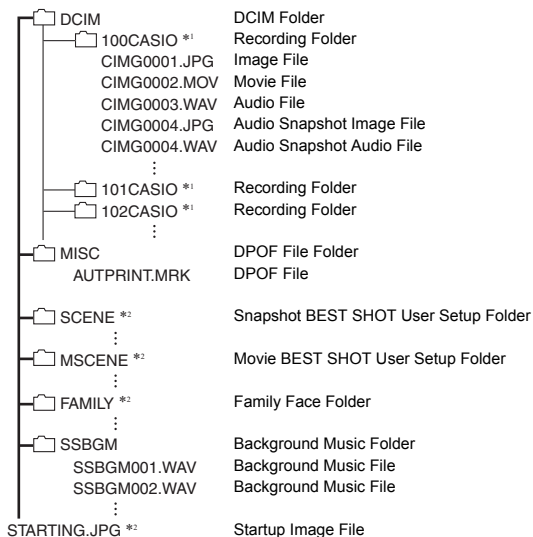 DCIM DCIM Folder
100CASIO *1 Recording Folder
CIMG0001.JPG Image File
CIMG0002.MOV Movie File
CIMG0003.WAV Audio File
CIMG0004.JPG Audio Snapshot Image File
CIMG0004.WAV Audio Snapshot Audio File
101CASIO *1 Recording Folder
102CASIO *1 Recording Folder
MISC DPOF File Folder
AUTPRINT.MRK DPOF File
SCENE *2 Snapshot BEST SHOT User Setup Folder
MSCENE *2 Movie BEST SHOT User Setup Folder
FAMILY *2 Family Face Folder
SSBGM Background Music Folder
SSBGM001.WAV Background Music File
SSBGM002.WAV Background Music File
STARTING.JPG *2 Startup Image File